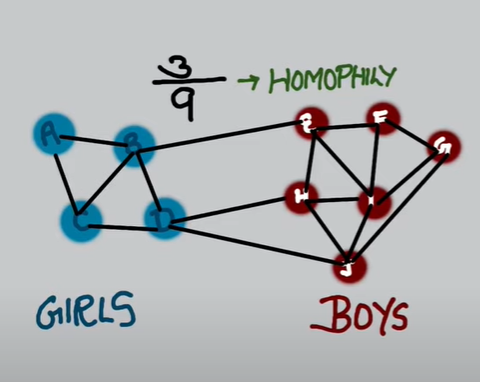 3
9 → HOMOPHILY
A B E F G
C D H I J
GIRLS BOYS